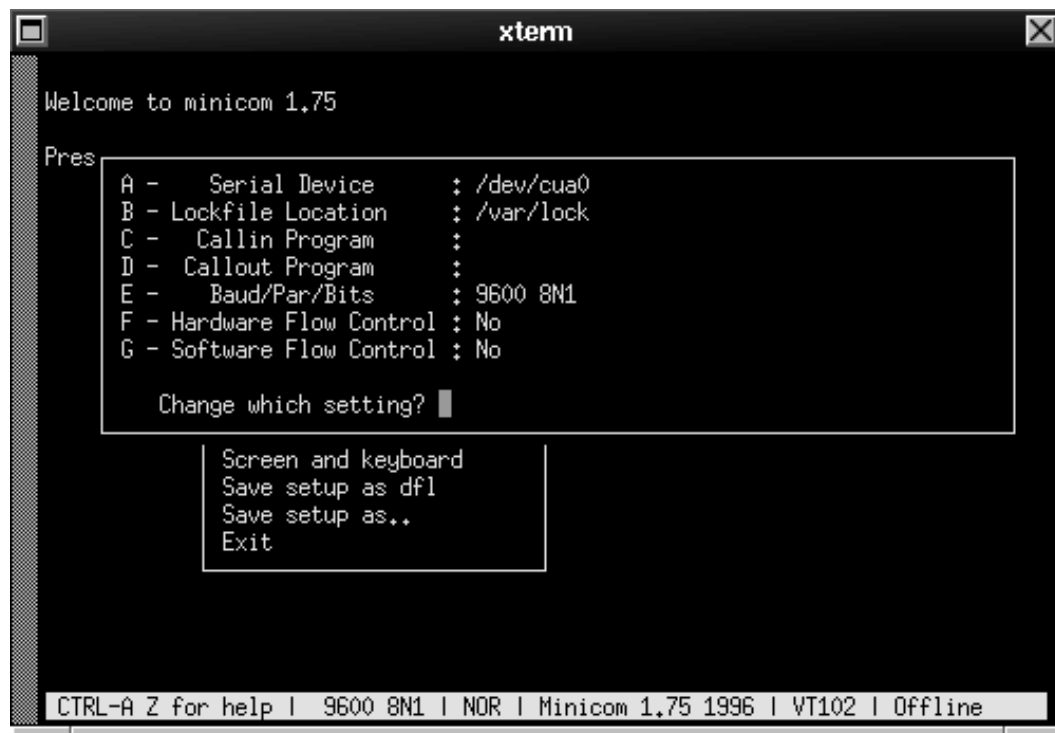 xterm
Welcome to minicom 1.75
Pres
A -    Serial Device      : /dev/cua0
B - Lockfile Location     : /var/lock
C -   Callin Program      :
D -  Callout Program      :
E -    Baud/Par/Bits      : 9600 8N1
F - Hardware Flow Control : No
G - Software Flow Control : No
Change which setting?
Screen and keyboard
Save setup as dfl
Save setup as..
Exit
CTRL-A Z for help |  9600 8N1 | NOR | Minicom 1.75 1996 | VT102 | Offline